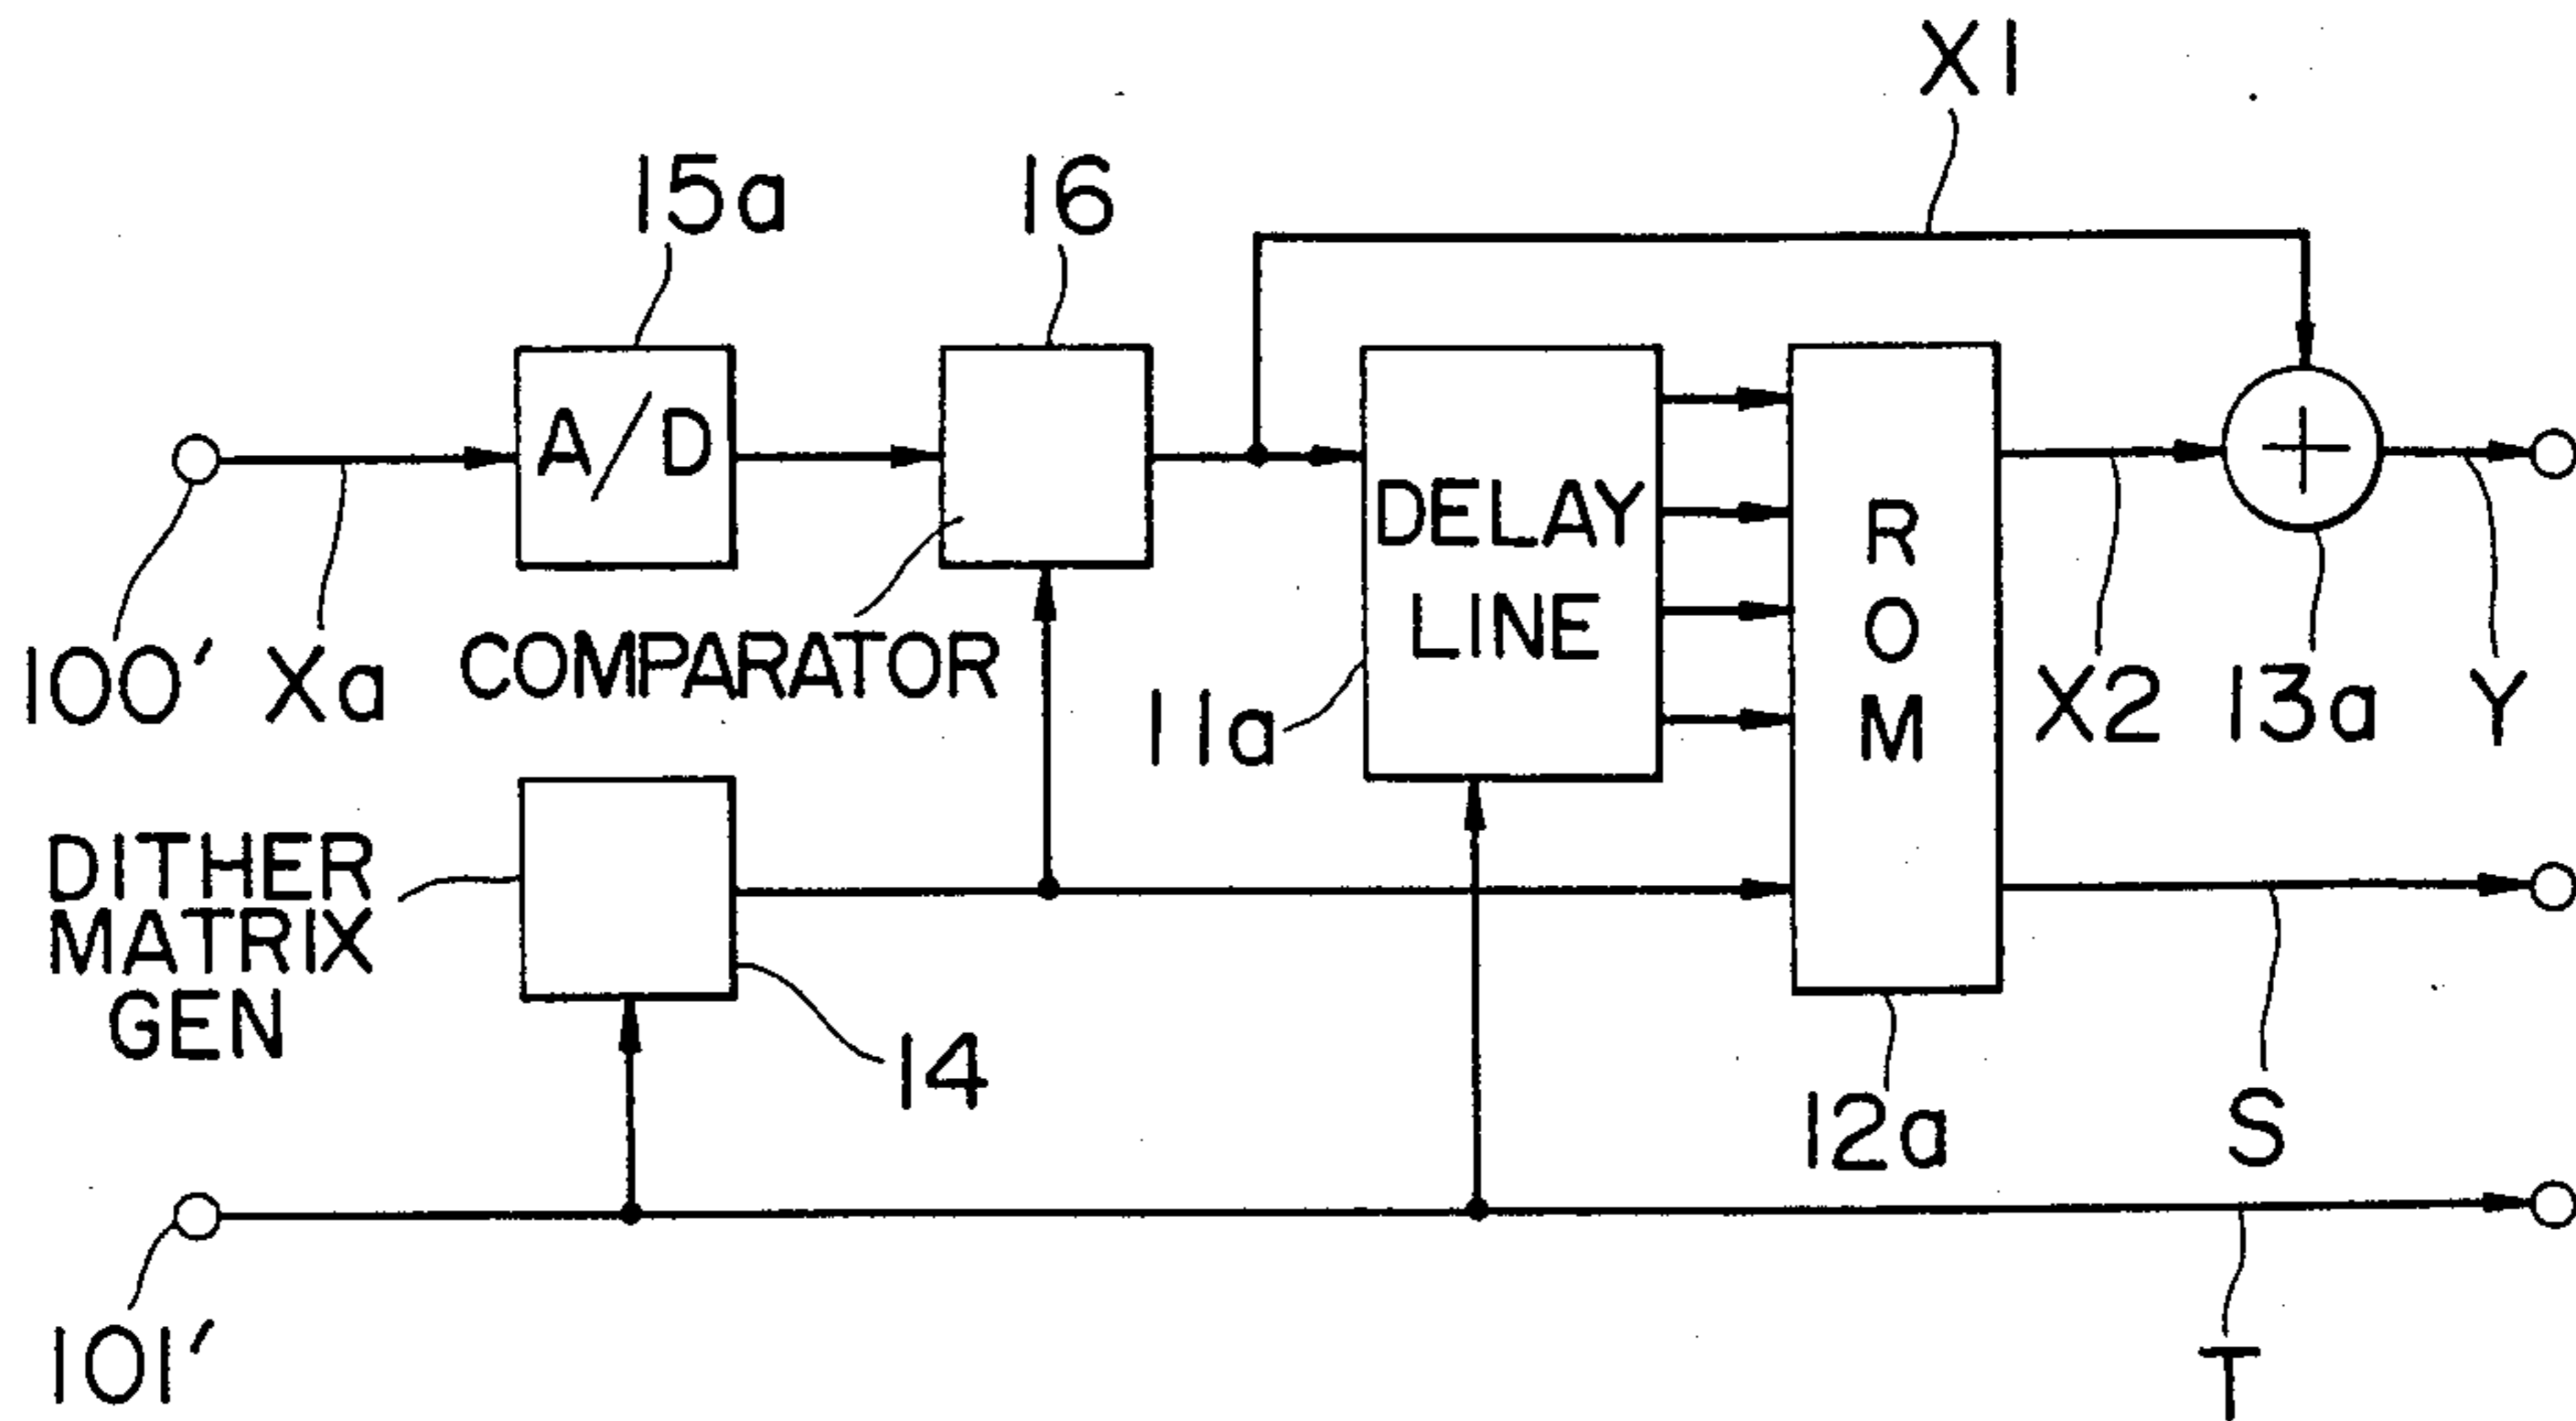 X1
15a
16
A/D
DELAY
LINE
R
O
M
100'
Xa
COMPARATOR
11a
X2
13a
Y
DITHER
MATRIX
GEN
14
12a
S
101'
T